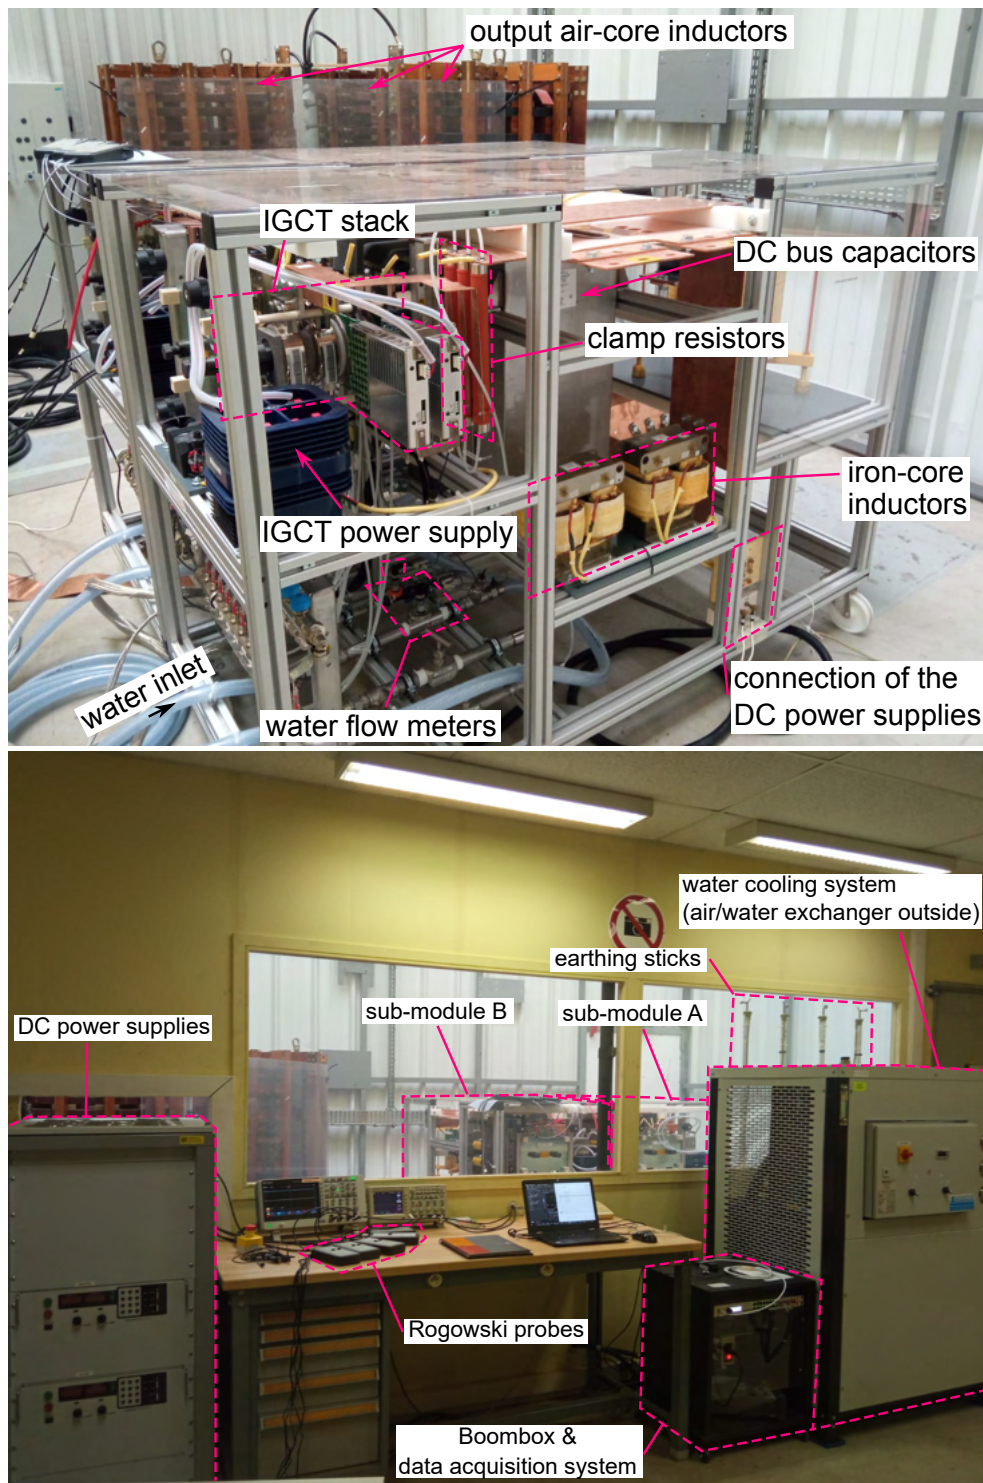 output air-core inductors
IGCT stack
DC bus capacitors
clamp resistors
iron-core
inductors
IGCT power supply
water inlet
water flow meters
connection of the
DC power supplies
water cooling system
(air/water exchanger outside)
earthing sticks
sub-module B
sub-module A
DC power supplies
Rogowski probes
Boombox &
data acquisition system